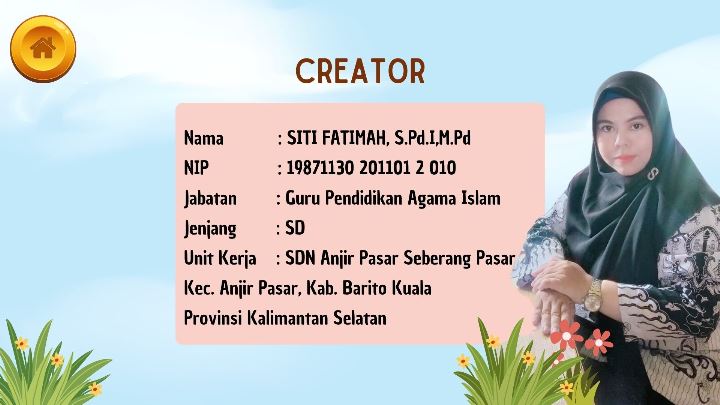 CREATOR
Nama : SITI FATIMAH, S.Pd.I,M.Pd
NIP : 19871130 201101 2 010
Jabatan : Guru Pendidikan Agama Islam
Jenjang : SD
Unit Kerja : SDN Anjir Pasar Seberang Pasar
Kec. Anjir Pasar, Kab. Barito Kuala
Provinsi Kalimantan Selatan